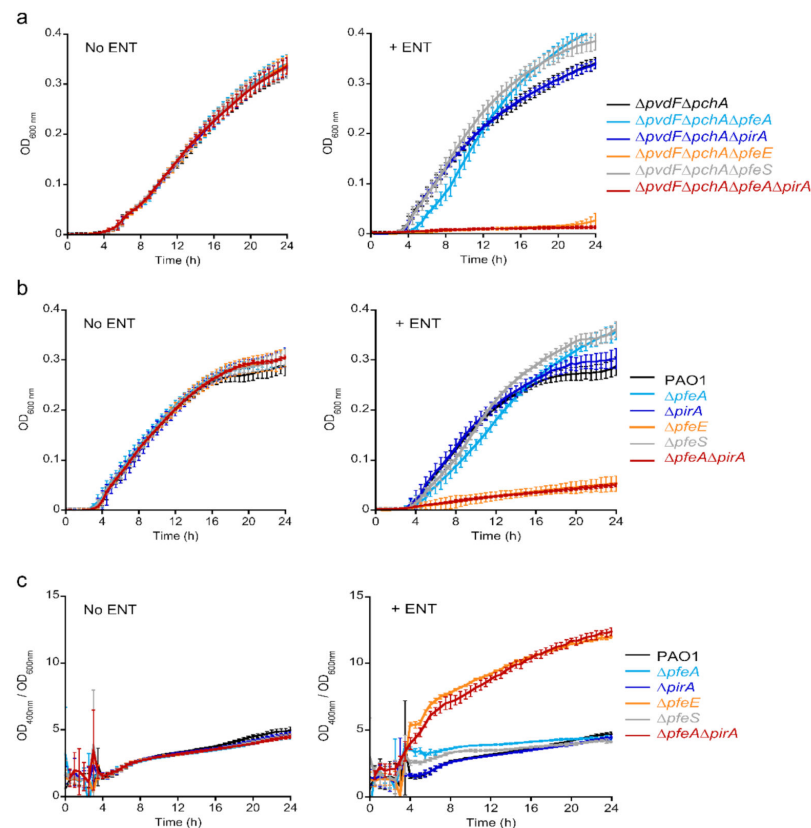 a
No ENT
+ ENT
OD600 nm
0.4
0.3
0.2
0.1
0
0 4 8 12 16 20 24
Time (h)
OD600 nm
0.4
0.3
0.2
0.1
0
0 4 8 12 16 20 24
Time (h)
ΔpvdFΔpchA
ΔpvdFΔpchAΔpfeA
ΔpvdFΔpchAΔpirA
ΔpvdFΔpchAΔpfeE
ΔpvdFΔpchAΔpfeS
ΔpvdFΔpchAΔpfeAΔpirA
b
No ENT
+ ENT
OD600 nm
0.4
0.3
0.2
0.1
0
0 4 8 12 16 20 24
Time (h)
OD600 nm
0.4
0.3
0.2
0.1
0
0 4 8 12 16 20 24
Time (h)
PAO1
ΔpfeA
ΔpirA
ΔpfeE
ΔpfeS
ΔpfeAΔpirA
c
No ENT
+ ENT
OD400nm / OD600nm
15
10
5
0
0 4 8 12 16 20 24
Time (h)
OD400nm / OD600nm
15
10
5
0
0 4 8 12 16 20 24
Time (h)
PAO1
ΔpfeA
ΔpirA
ΔpfeE
ΔpfeS
ΔpfeAΔpirA